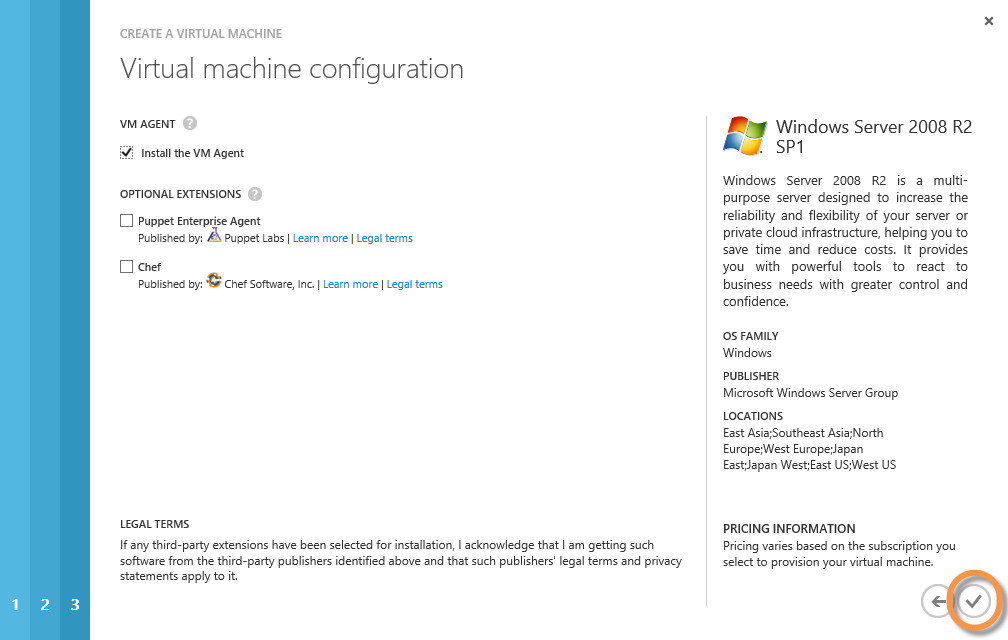 CREATE A VIRTUAL MACHINE
Virtual machine configuration
VM AGENT ?
Install the VM Agent
OPTIONAL EXTENSIONS ?
Puppet Enterprise Agent
Published by: Puppet Labs | Learn more | Legal terms
Chef
Published by: Chef Software, Inc. | Learn more | Legal terms
LEGAL TERMS
If any third-party extensions have been selected for installation, I acknowledge that I am getting such
software from the third-party publishers identified above and that such publishers' legal terms and privacy
statements apply to it.
Windows Server 2008 R2
SP1
Windows Server 2008 R2 is a multi-
purpose server designed to increase the
reliability and flexibility of your server or
private cloud infrastructure, helping you to
save time and reduce costs. It provides
you with powerful tools to react to
business needs with greater control and
confidence.
OS FAMILY
Windows
PUBLISHER
Microsoft Windows Server Group
LOCATIONS
East Asia;Southeast Asia;North
Europe;West Europe;Japan
East;Japan West;East US;West US
PRICING INFORMATION
Pricing varies based on the subscription you
select to provision your virtual machine.
1 2 3